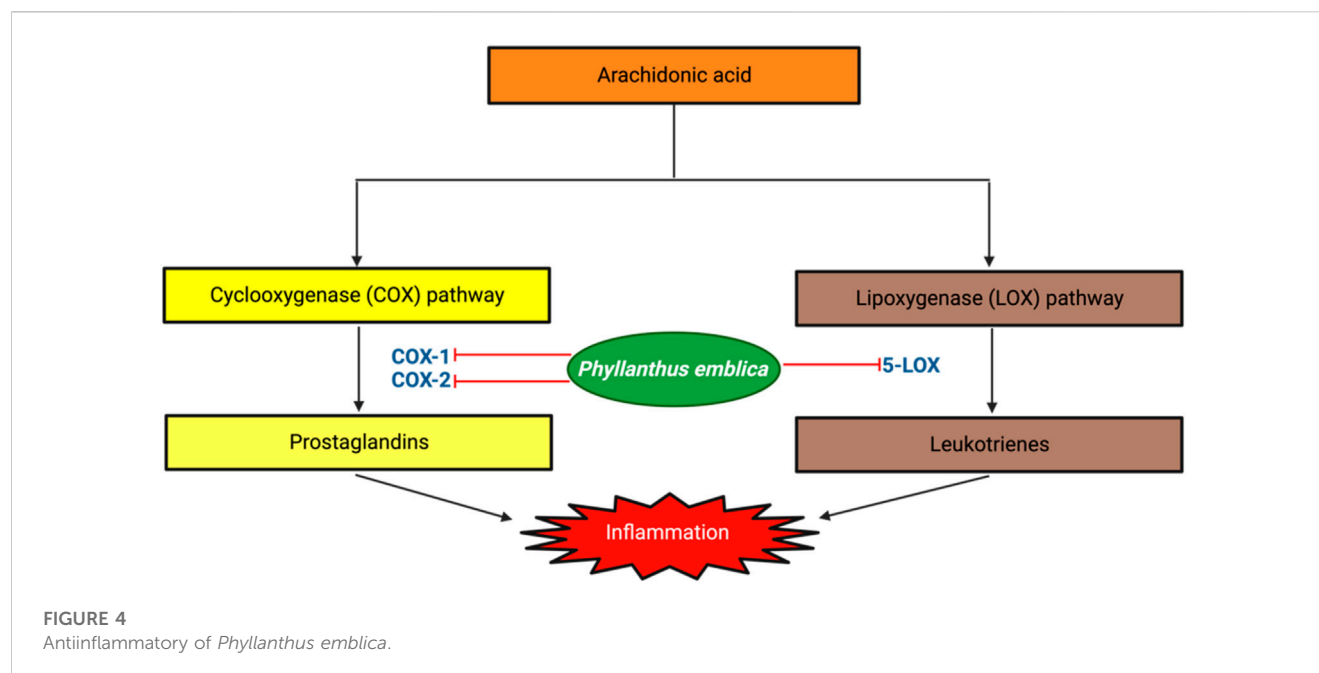 Arachidonic acid
Cyclooxygenase (COX) pathway
Lipoxygenase (LOX) pathway
COX-1
COX-2
Phyllanthus emblica
5-LOX
Prostaglandins
Leukotrienes
Inflammation
FIGURE 4
Antiinflammatory of Phyllanthus emblica.